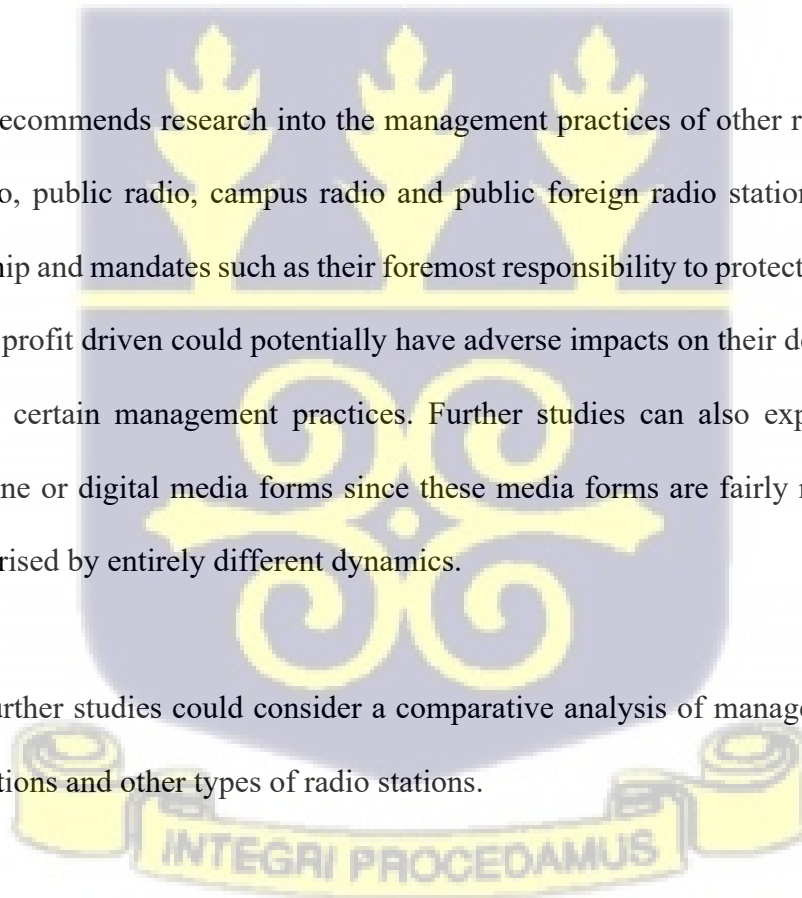 ecommends research into the management practices of other r
o, public radio, campus radio and public foreign radio station
hip and mandates such as their foremost responsibility to protect
profit driven could potentially have adverse impacts on their de
certain management practices. Further studies can also exp
ne or digital media forms since these media forms are fairly n
rised by entirely different dynamics.
urther studies could consider a comparative analysis of manage
tions and other types of radio stations.
INTEGRI PROCEDAMUS